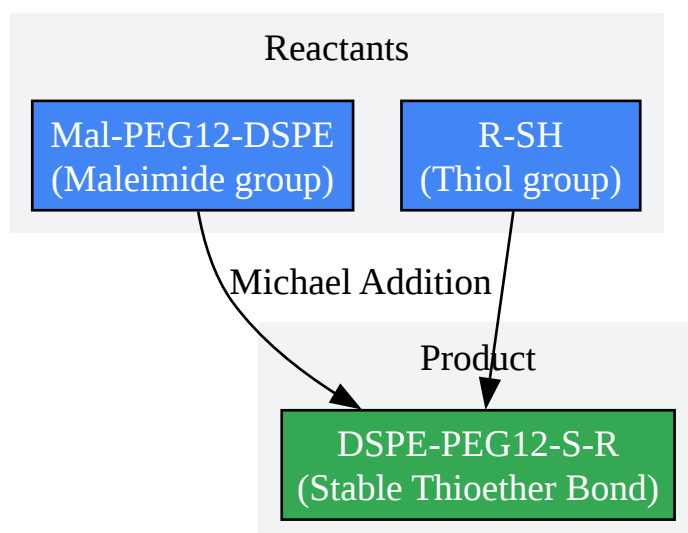 Reactants
Mal-PEG12-DSPE
(Maleimide group)
R-SH
(Thiol group)
Michael Addition
Product
DSPE-PEG12-S-R
(Stable Thioether Bond)